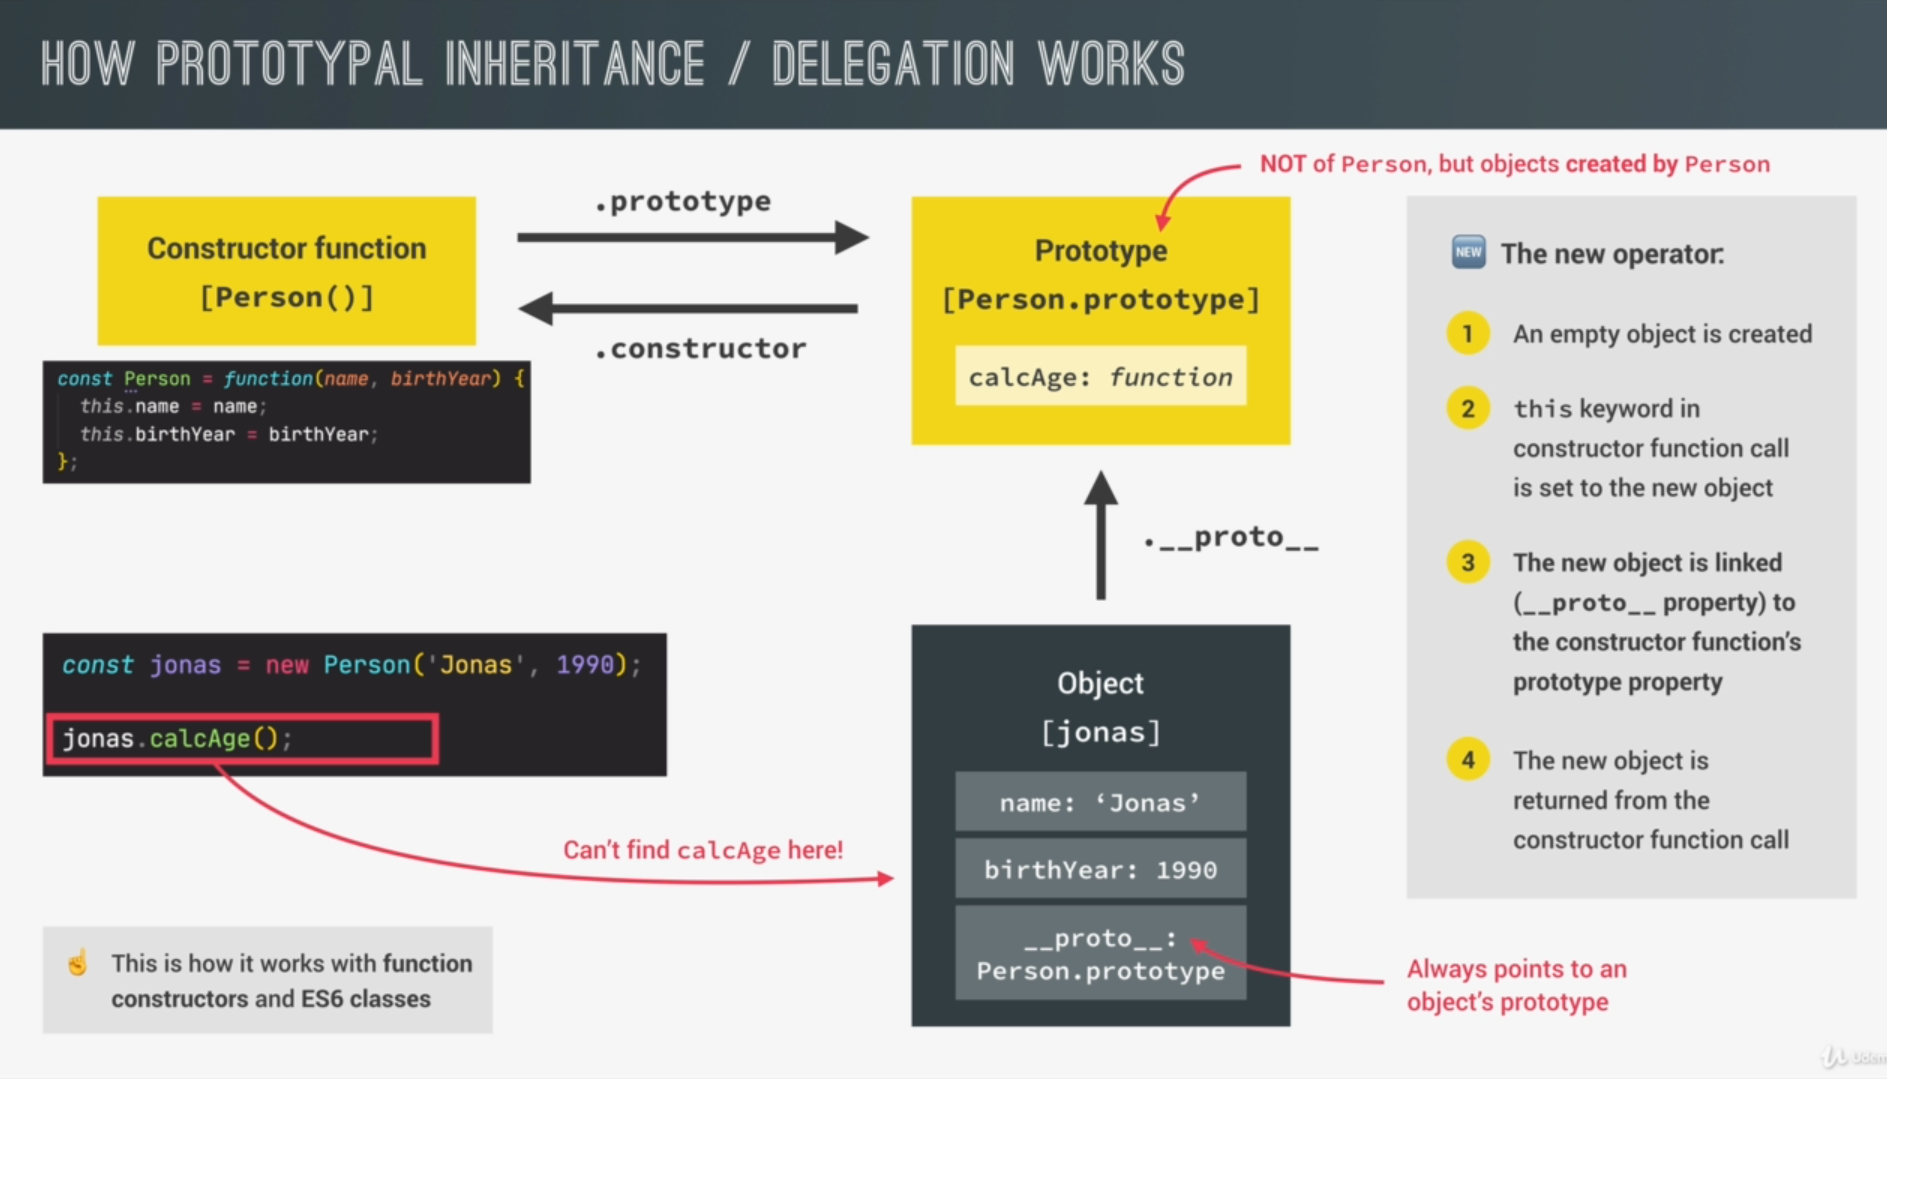 HOW PROTOTYPAL INHERITANCE / DELEGATION WORKS
Constructor function
[Person()]
.prototype
.constructor
NOT of Person, but objects created by Person
Prototype
[Person.prototype]
calcAge: function
const Person = function(name, birthYear) {
this.name = name;
this.birthYear = birthYear;
};
.__proto__
const jonas = new Person('Jonas', 1990);
jonas.calcAge();
Can't find calcAge here!
Object
[jonas]
name: ‘Jonas’
birthYear: 1990
__proto__:
Person.prototype
Always points to an
object's prototype
☝ This is how it works with function
constructors and ES6 classes
NEW The new operator:
1 An empty object is created
2 this keyword in
constructor function call
is set to the new object
3 The new object is linked
(__proto__ property) to
the constructor function's
prototype property
4 The new object is
returned from the
constructor function call